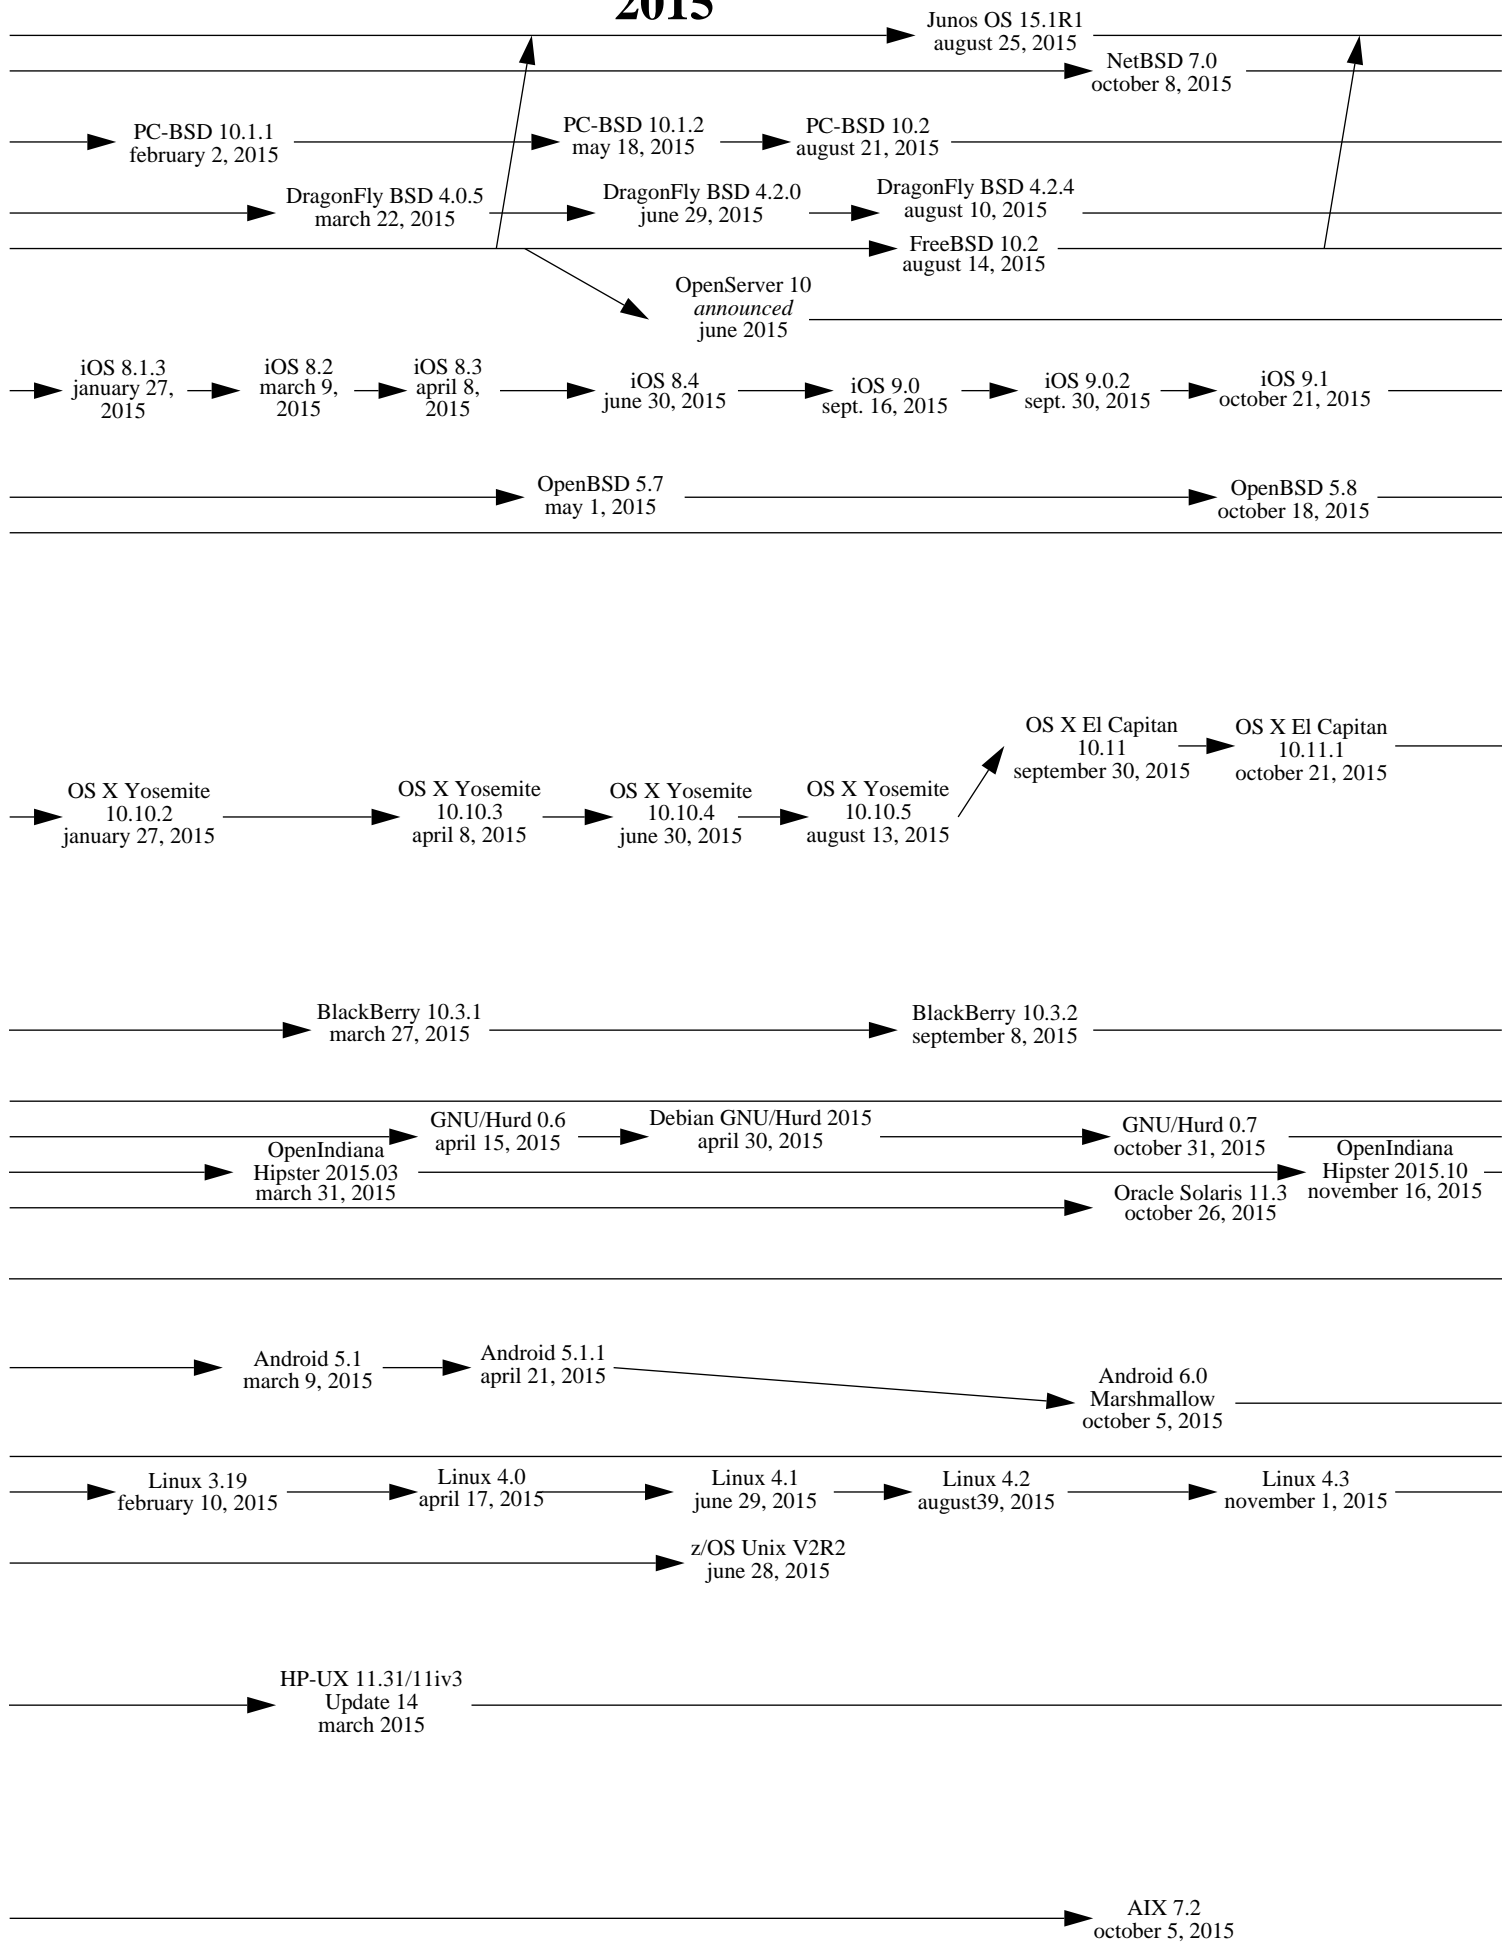 2015
Junos OS 15.1R1
august 25, 2015
NetBSD 7.0
october 8, 2015
PC-BSD 10.1.1
february 2, 2015
PC-BSD 10.1.2
may 18, 2015
PC-BSD 10.2
august 21, 2015
DragonFly BSD 4.0.5
march 22, 2015
DragonFly BSD 4.2.0
june 29, 2015
DragonFly BSD 4.2.4
august 10, 2015
FreeBSD 10.2
august 14, 2015
OpenServer 10
announced
june 2015
iOS 8.1.3
january 27,
2015
iOS 8.2
march 9,
2015
iOS 8.3
april 8,
2015
iOS 8.4
june 30, 2015
iOS 9.0
sept. 16, 2015
iOS 9.0.2
sept. 30, 2015
iOS 9.1
october 21, 2015
OpenBSD 5.7
may 1, 2015
OpenBSD 5.8
october 18, 2015
OS X El Capitan
10.11
september 30, 2015
OS X El Capitan
10.11.1
october 21, 2015
OS X Yosemite
10.10.2
january 27, 2015
OS X Yosemite
10.10.3
april 8, 2015
OS X Yosemite
10.10.4
june 30, 2015
OS X Yosemite
10.10.5
august 13, 2015
BlackBerry 10.3.1
march 27, 2015
BlackBerry 10.3.2
september 8, 2015
GNU/Hurd 0.6
april 15, 2015
Debian GNU/Hurd 2015
april 30, 2015
GNU/Hurd 0.7
october 31, 2015
OpenIndiana
Hipster 2015.03
march 31, 2015
OpenIndiana
Hipster 2015.10
november 16, 2015
Oracle Solaris 11.3
october 26, 2015
Android 5.1
march 9, 2015
Android 5.1.1
april 21, 2015
Android 6.0
Marshmallow
october 5, 2015
Linux 3.19
february 10, 2015
Linux 4.0
april 17, 2015
Linux 4.1
june 29, 2015
Linux 4.2
august39, 2015
Linux 4.3
november 1, 2015
z/OS Unix V2R2
june 28, 2015
HP-UX 11.31/11iv3
Update 14
march 2015
AIX 7.2
october 5, 2015